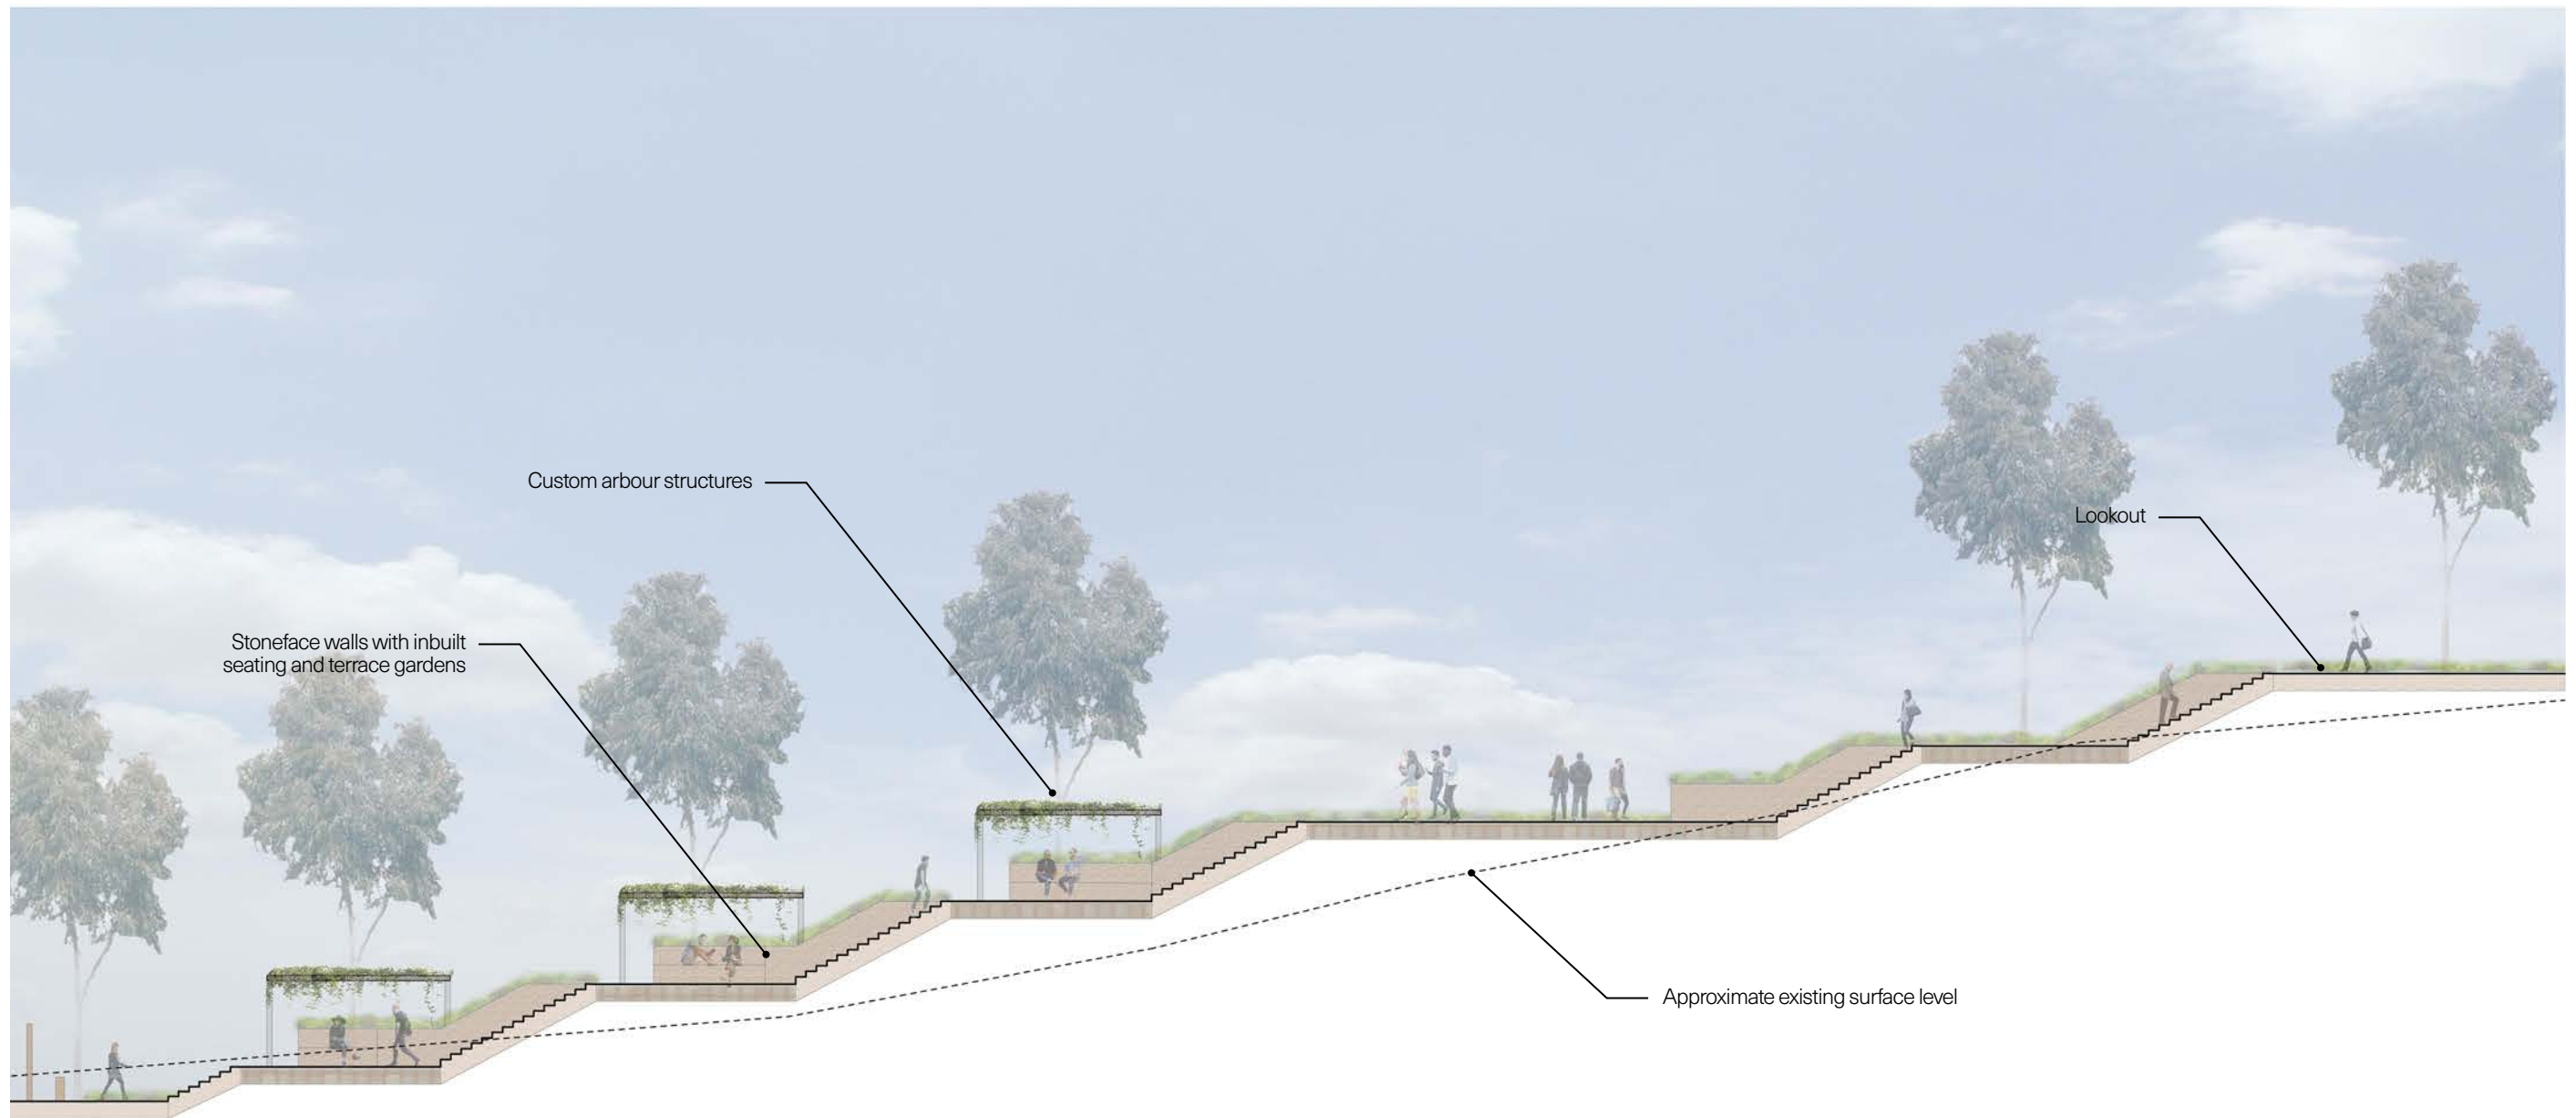 Custom arbour structures
Lookout
Stoneface walls with inbuilt
seating and terrace gardens
Approximate existing surface level